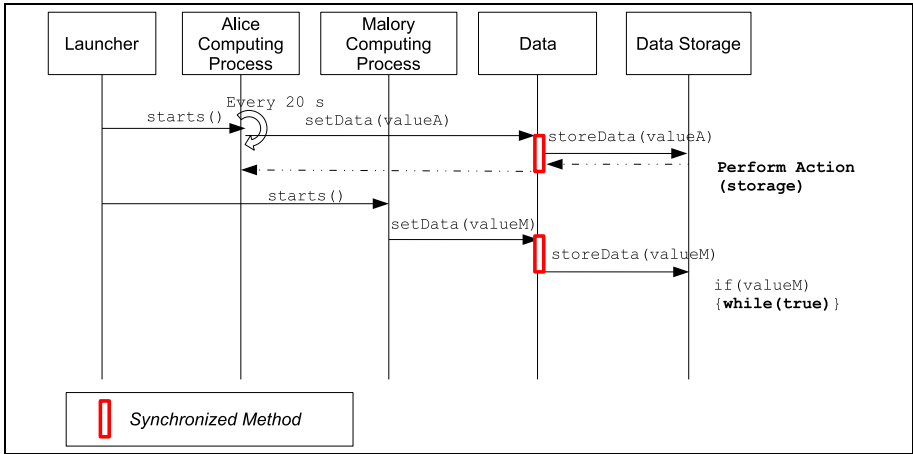 Launcher
Alice
Computing
Process
Malory
Computing
Process
Data
Data Storage
Every 20 s
starts()
setData(valueA)
storeData(valueA)
Perform Action
(storage)
starts()
setData(valueM)
storeData(valueM)
if(valueM)
{while(true)}
Synchronized Method